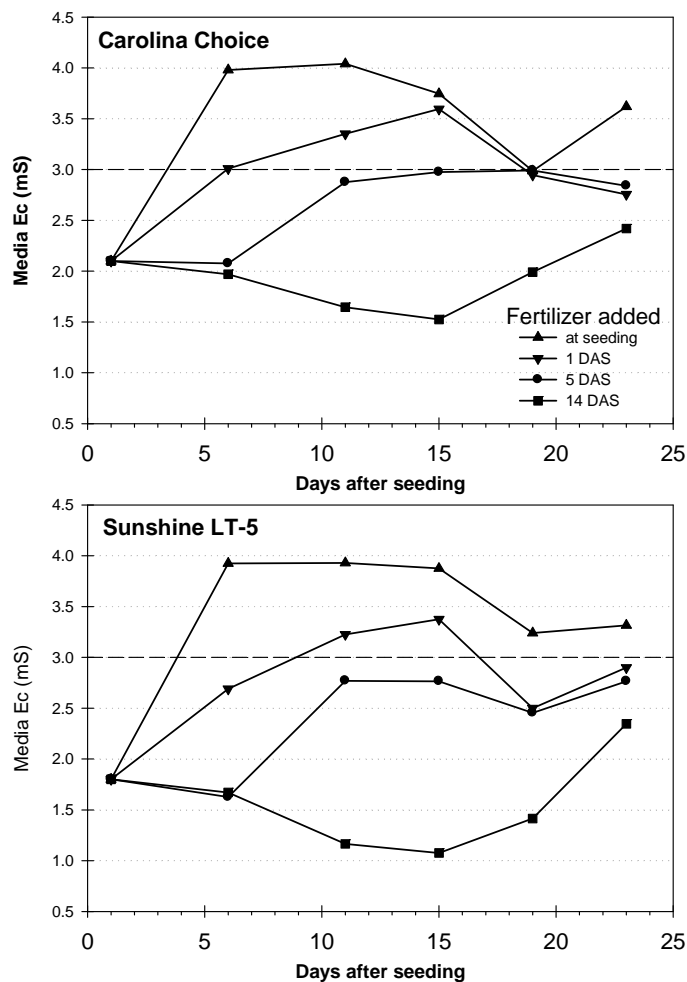 Carolina Choice
4.5
4.0
3.5
3.0
2.5
2.0
1.5
1.0
0.5
Media Ec (mS)
Fertilizer added
at seeding
1 DAS
5 DAS
14 DAS
0 5 10 15 20 25
Days after seeding
Sunshine LT-5
4.5
4.0
3.5
3.0
2.5
2.0
1.5
1.0
0.5
Media Ec (mS)
0 5 10 15 20 25
Days after seeding